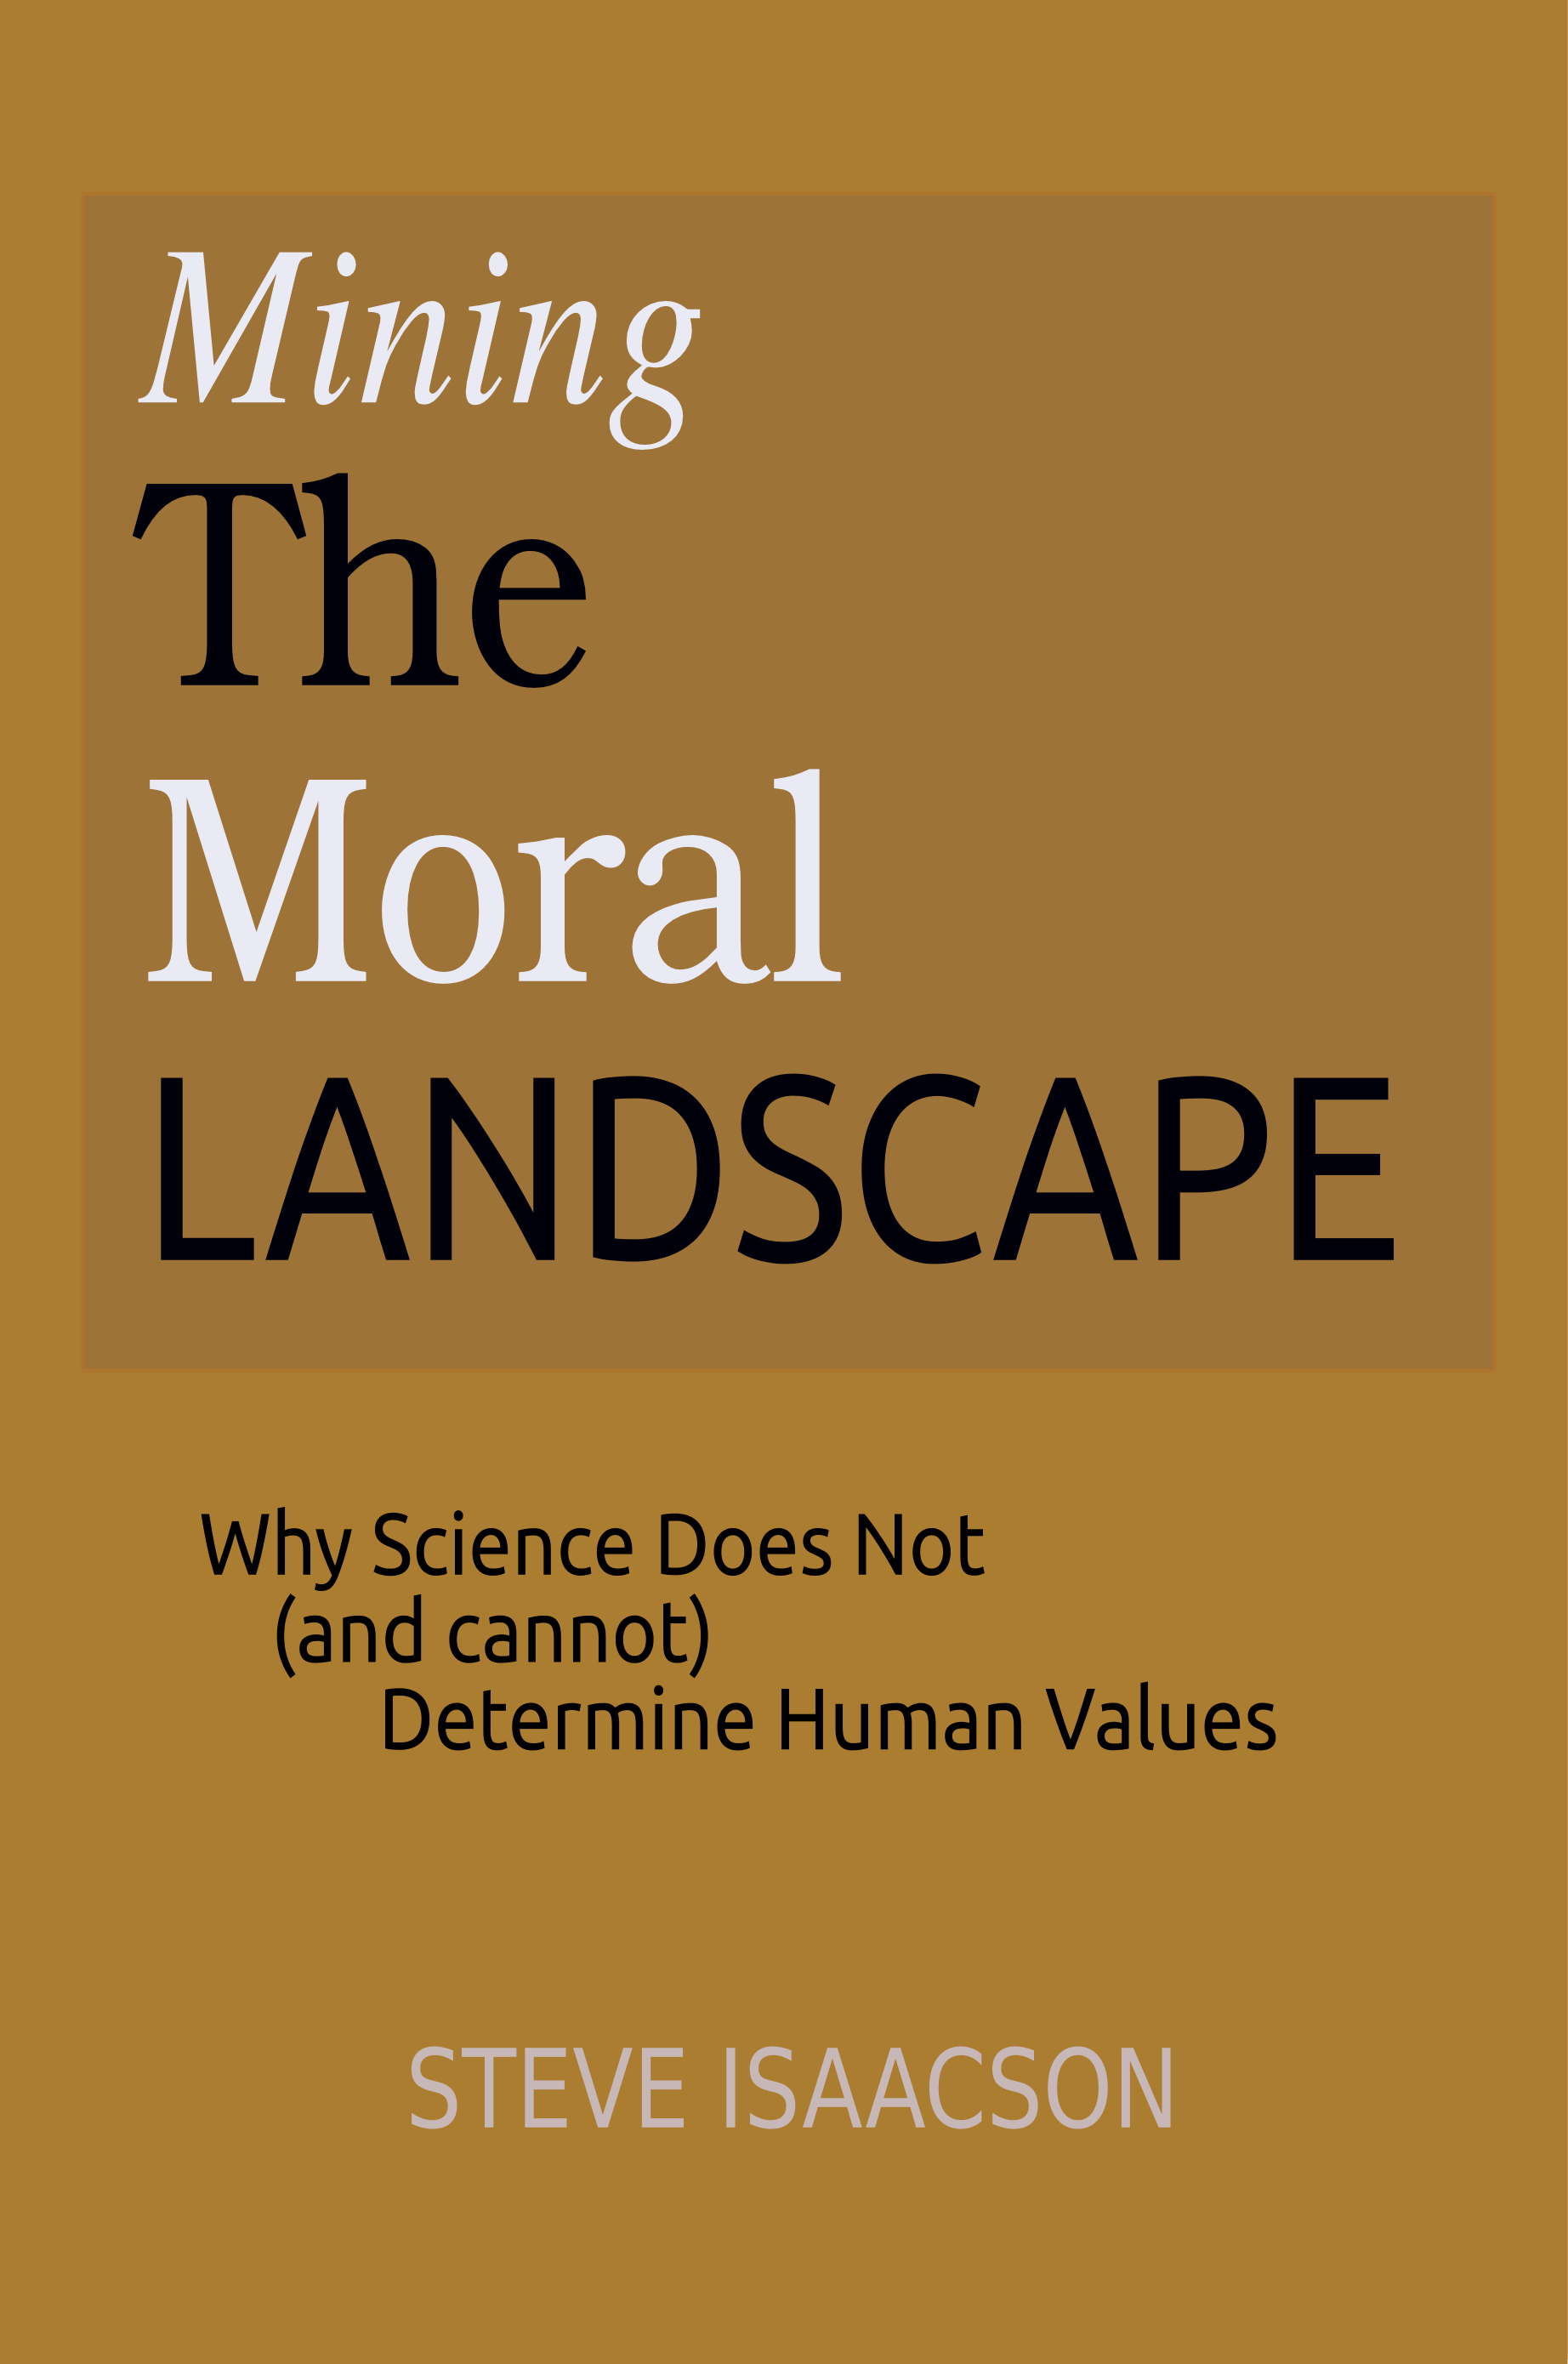 Mining
The
Moral
LANDSCAPE
Why Science Does Not
(and cannot)
Determine Human Values
STEVE ISAACSON